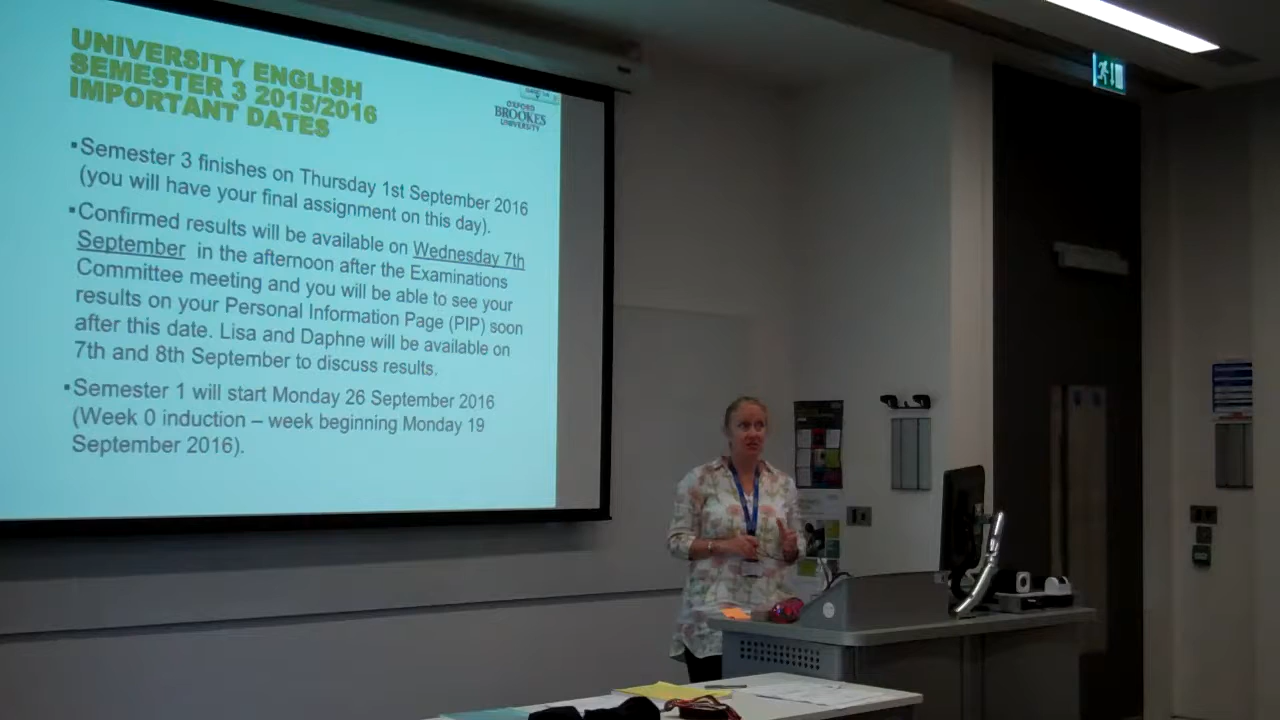 UNIVERSITY ENGLISH
SEMESTER 3 2015/2016
IMPORTANT DATES
OXFORD
BROOKES
UNIVERSITY
▪Semester 3 finishes on Thursday 1st September 2016
(you will have your final assignment on this day).
▪Confirmed results will be available on Wednesday 7th
September in the afternoon after the Examinations
Committee meeting and you will be able to see your
results on your Personal Information Page (PIP) soon
after this date. Lisa and Daphne will be available on
7th and 8th September to discuss results.
▪Semester 1 will start Monday 26 September 2016
(Week 0 induction – week beginning Monday 19
September 2016).